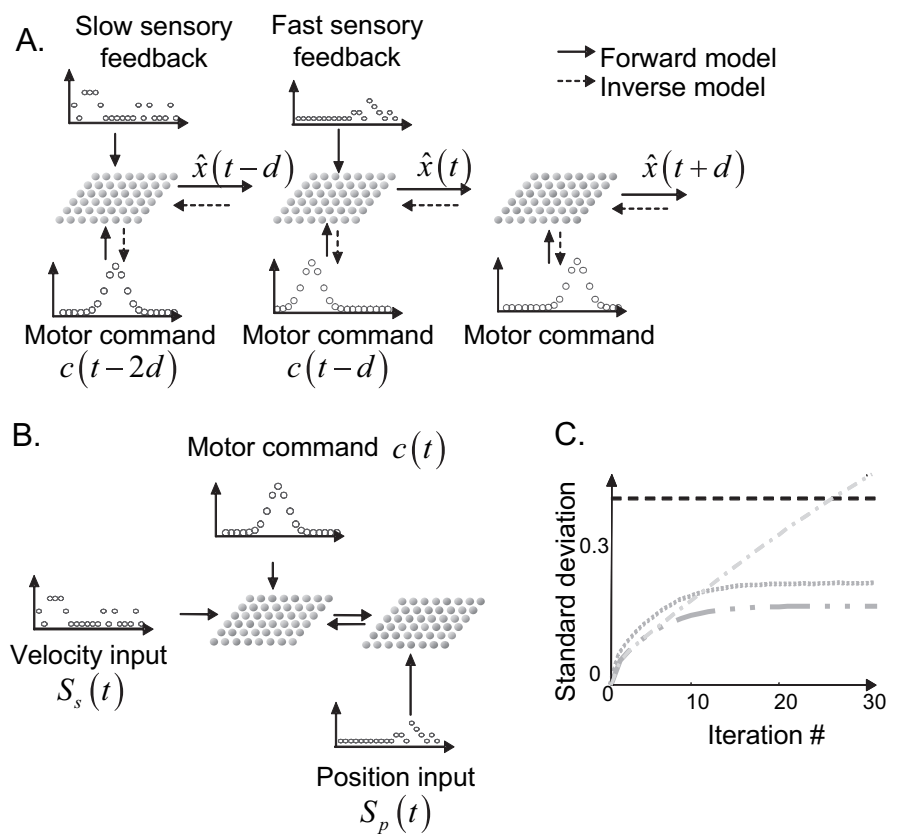 A.
Slow sensory
feedback
Fast sensory
feedback
Forward model
Inverse model
x̂(t−d)
x̂(t)
x̂(t+d)
Motor command
c(t−2d)
Motor command
c(t−d)
Motor command
B.
Motor command c(t)
Velocity input
S_s(t)
Position input
S_p(t)
C.
Standard deviation
0.3
0
0
10
20
30
Iteration #